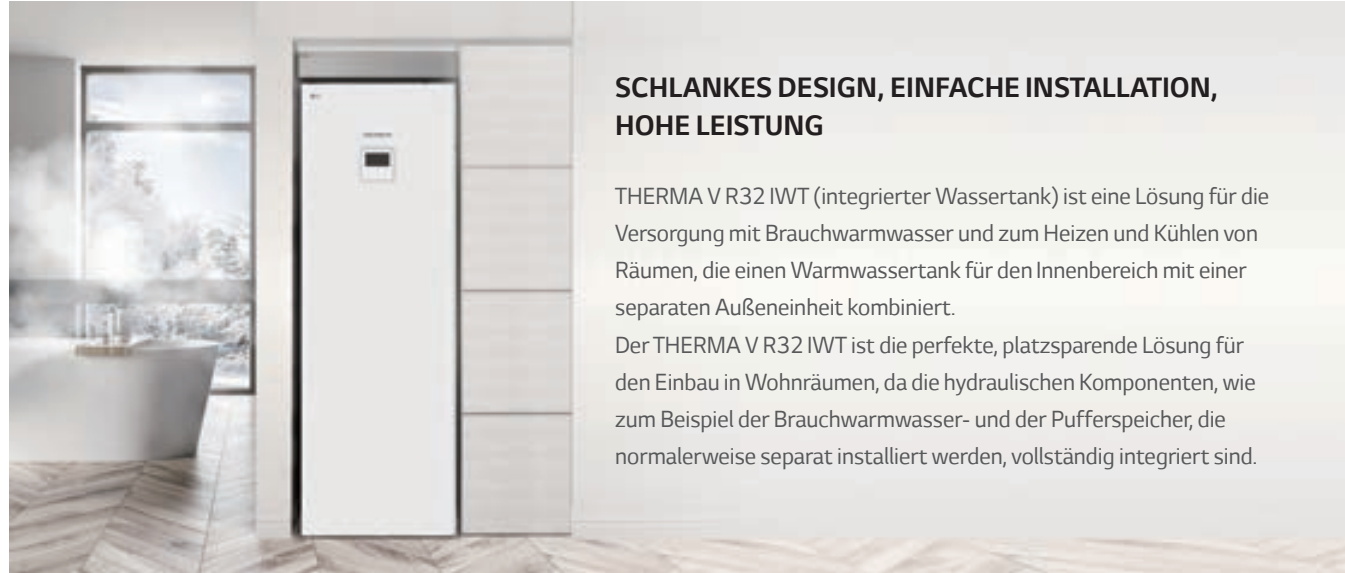 SCHLANKES DESIGN, EINFACHE INSTALLATION,
HOHE LEISTUNG
THERMA V R32 IWT (integrierter Wassertank) ist eine Lösung für die
Versorgung mit Brauchwarmwasser und zum Heizen und Kühlen von
Räumen, die einen Warmwassertank für den Innenbereich mit einer
separaten Außeneinheit kombiniert.
Der THERMA V R32 IWT ist die perfekte, platzsparende Lösung für
den Einbau in Wohnräumen, da die hydraulischen Komponenten, wie
zum Beispiel der Brauchwarmwasser- und der Pufferspeicher, die
normalerweise separat installiert werden, vollständig integriert sind.